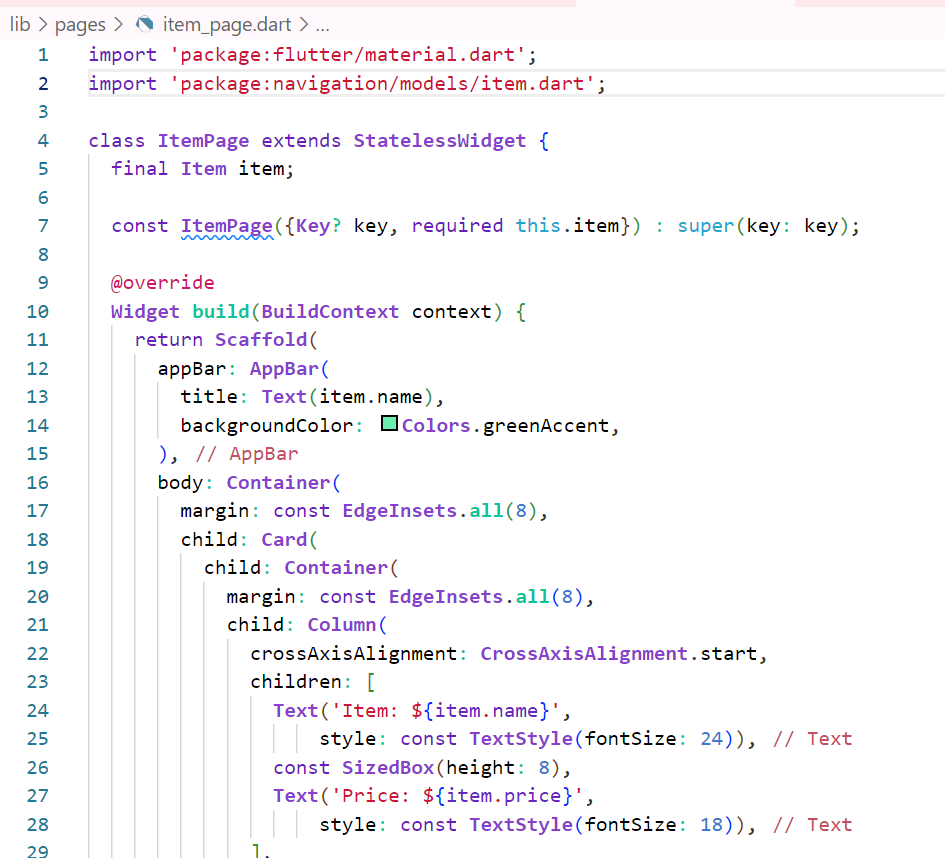 lib > pages > item_page.dart > ...
1 import 'package:flutter/material.dart';
2 import 'package:navigation/models/item.dart';
3
4 class ItemPage extends StatelessWidget {
5   final Item item;
6
7   const ItemPage({Key? key, required this.item}) : super(key: key);
8
9   @override
10   Widget build(BuildContext context) {
11     return Scaffold(
12       appBar: AppBar(
13         title: Text(item.name),
14         backgroundColor: Colors.greenAccent,
15       ), // AppBar
16       body: Container(
17         margin: const EdgeInsets.all(8),
18         child: Card(
19           child: Container(
20             margin: const EdgeInsets.all(8),
21             child: Column(
22               crossAxisAlignment: CrossAxisAlignment.start,
23               children: [
24                 Text('Item: ${item.name}',
25                     style: const TextStyle(fontSize: 24)), // Text
26                 const SizedBox(height: 8),
27                 Text('Price: ${item.price}',
28                     style: const TextStyle(fontSize: 18)), // Text
29               ],